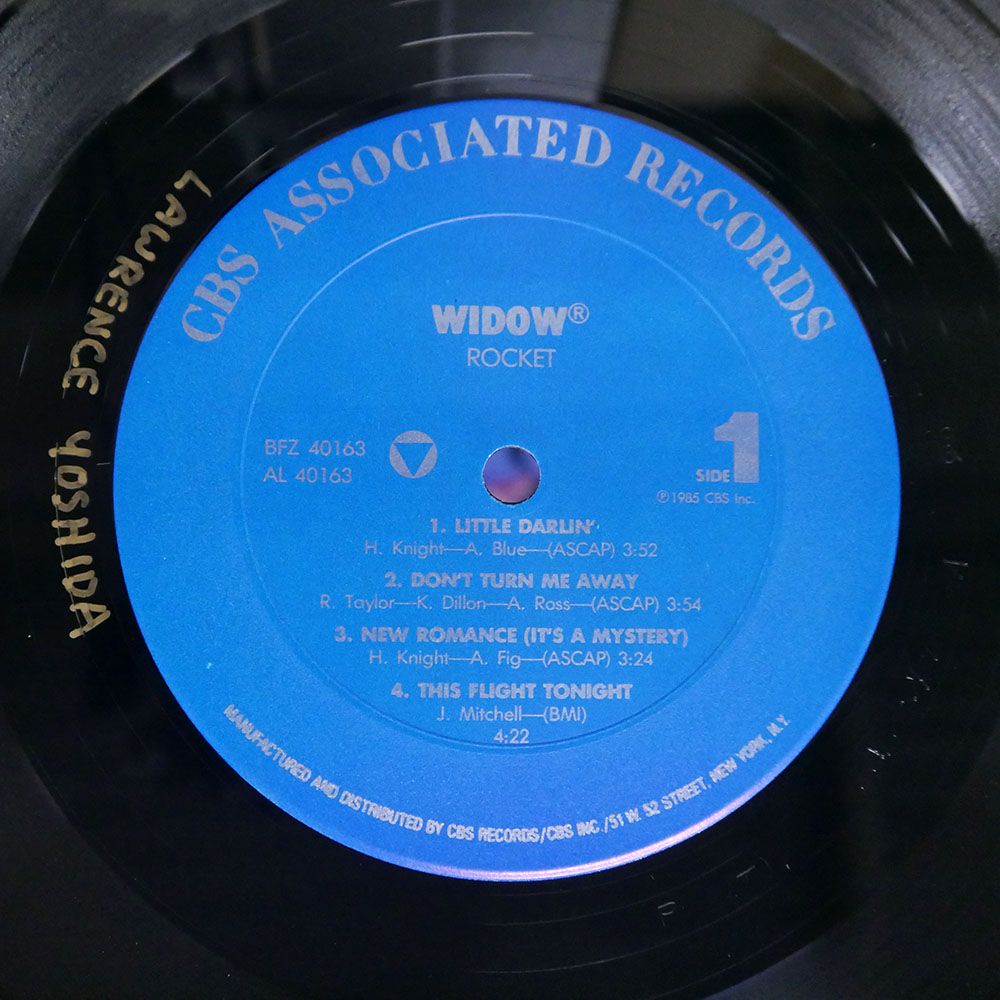 CBS ASSOCIATED RECORDS
LAWRENCE YOSHIDA
WIDOW®
ROCKET
BFZ 40163
AL 40163
SIDE 1
℗ 1985 CBS Inc.
1. LITTLE DARLIN'
H. Knight—A. Blue—(ASCAP) 3:52
2. DON'T TURN ME AWAY
R. Taylor—K. Dillon—A. Ross—(ASCAP) 3:54
3. NEW ROMANCE (IT'S A MYSTERY)
H. Knight—A. Fig—(ASCAP) 3:24
4. THIS FLIGHT TONIGHT
J. Mitchell—(BMI)
4:22
MANUFACTURED AND DISTRIBUTED BY CBS RECORDS/CBS INC./51 W. 52 STREET, NEW YORK, N.Y.
P